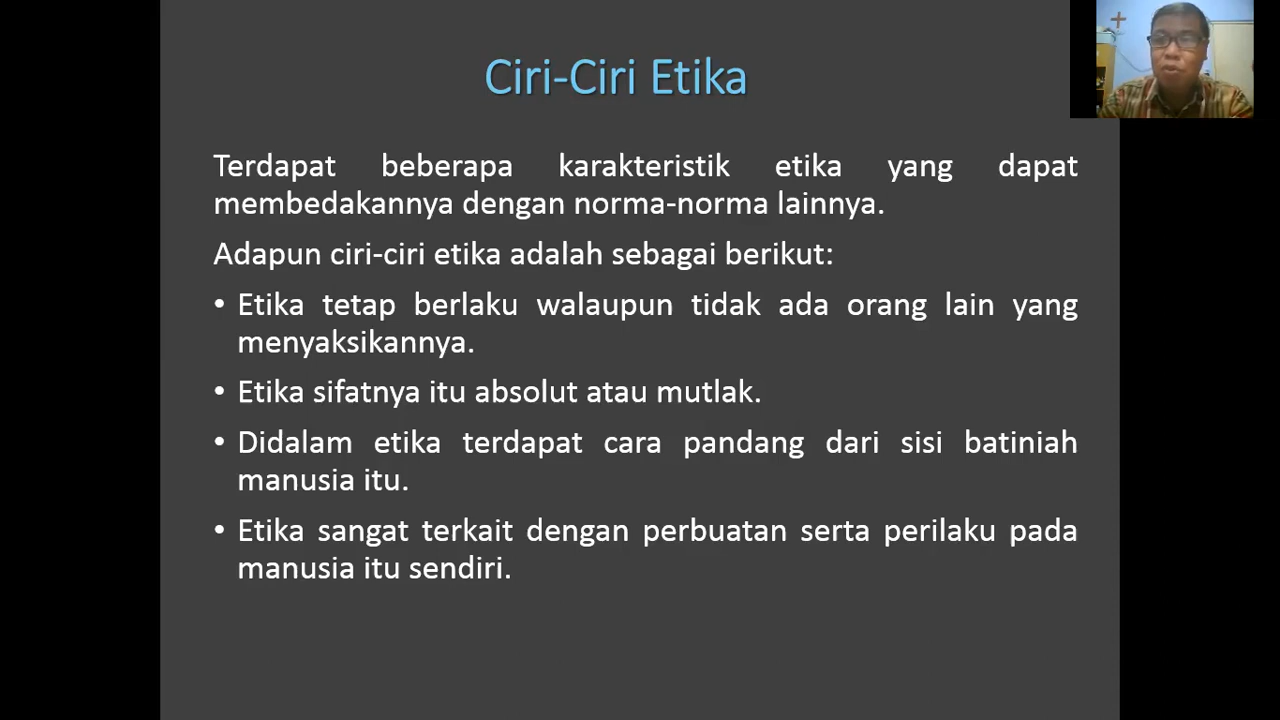 Ciri-Ciri Etika
Terdapat beberapa karakteristik etika yang dapat
membedakannya dengan norma-norma lainnya.
Adapun ciri-ciri etika adalah sebagai berikut:
• Etika tetap berlaku walaupun tidak ada orang lain yang
menyaksikannya.
• Etika sifatnya itu absolut atau mutlak.
• Didalam etika terdapat cara pandang dari sisi batiniah
manusia itu.
• Etika sangat terkait dengan perbuatan serta perilaku pada
manusia itu sendiri.